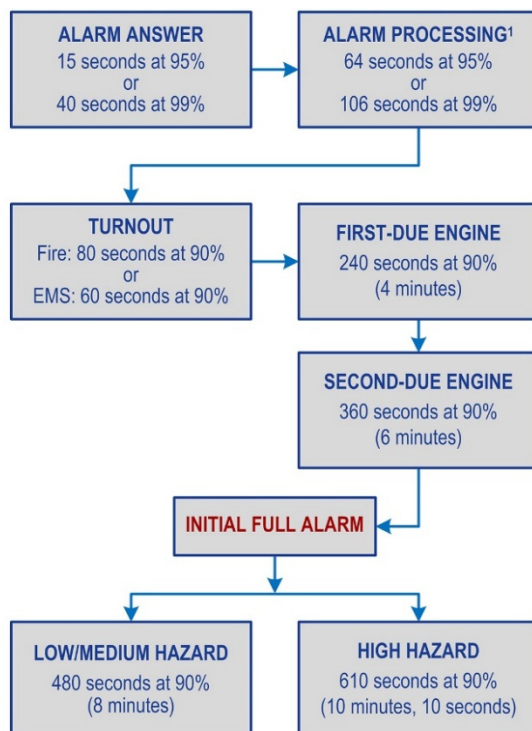 ALARM ANSWER
15 seconds at 95%
or
40 seconds at 99%
ALARM PROCESSING¹
64 seconds at 95%
or
106 seconds at 99%
TURNOUT
Fire: 80 seconds at 90%
or
EMS: 60 seconds at 90%
FIRST-DUE ENGINE
240 seconds at 90%
(4 minutes)
SECOND-DUE ENGINE
360 seconds at 90%
(6 minutes)
INITIAL FULL ALARM
LOW/MEDIUM HAZARD
480 seconds at 90%
(8 minutes)
HIGH HAZARD
610 seconds at 90%
(10 minutes, 10 seconds)